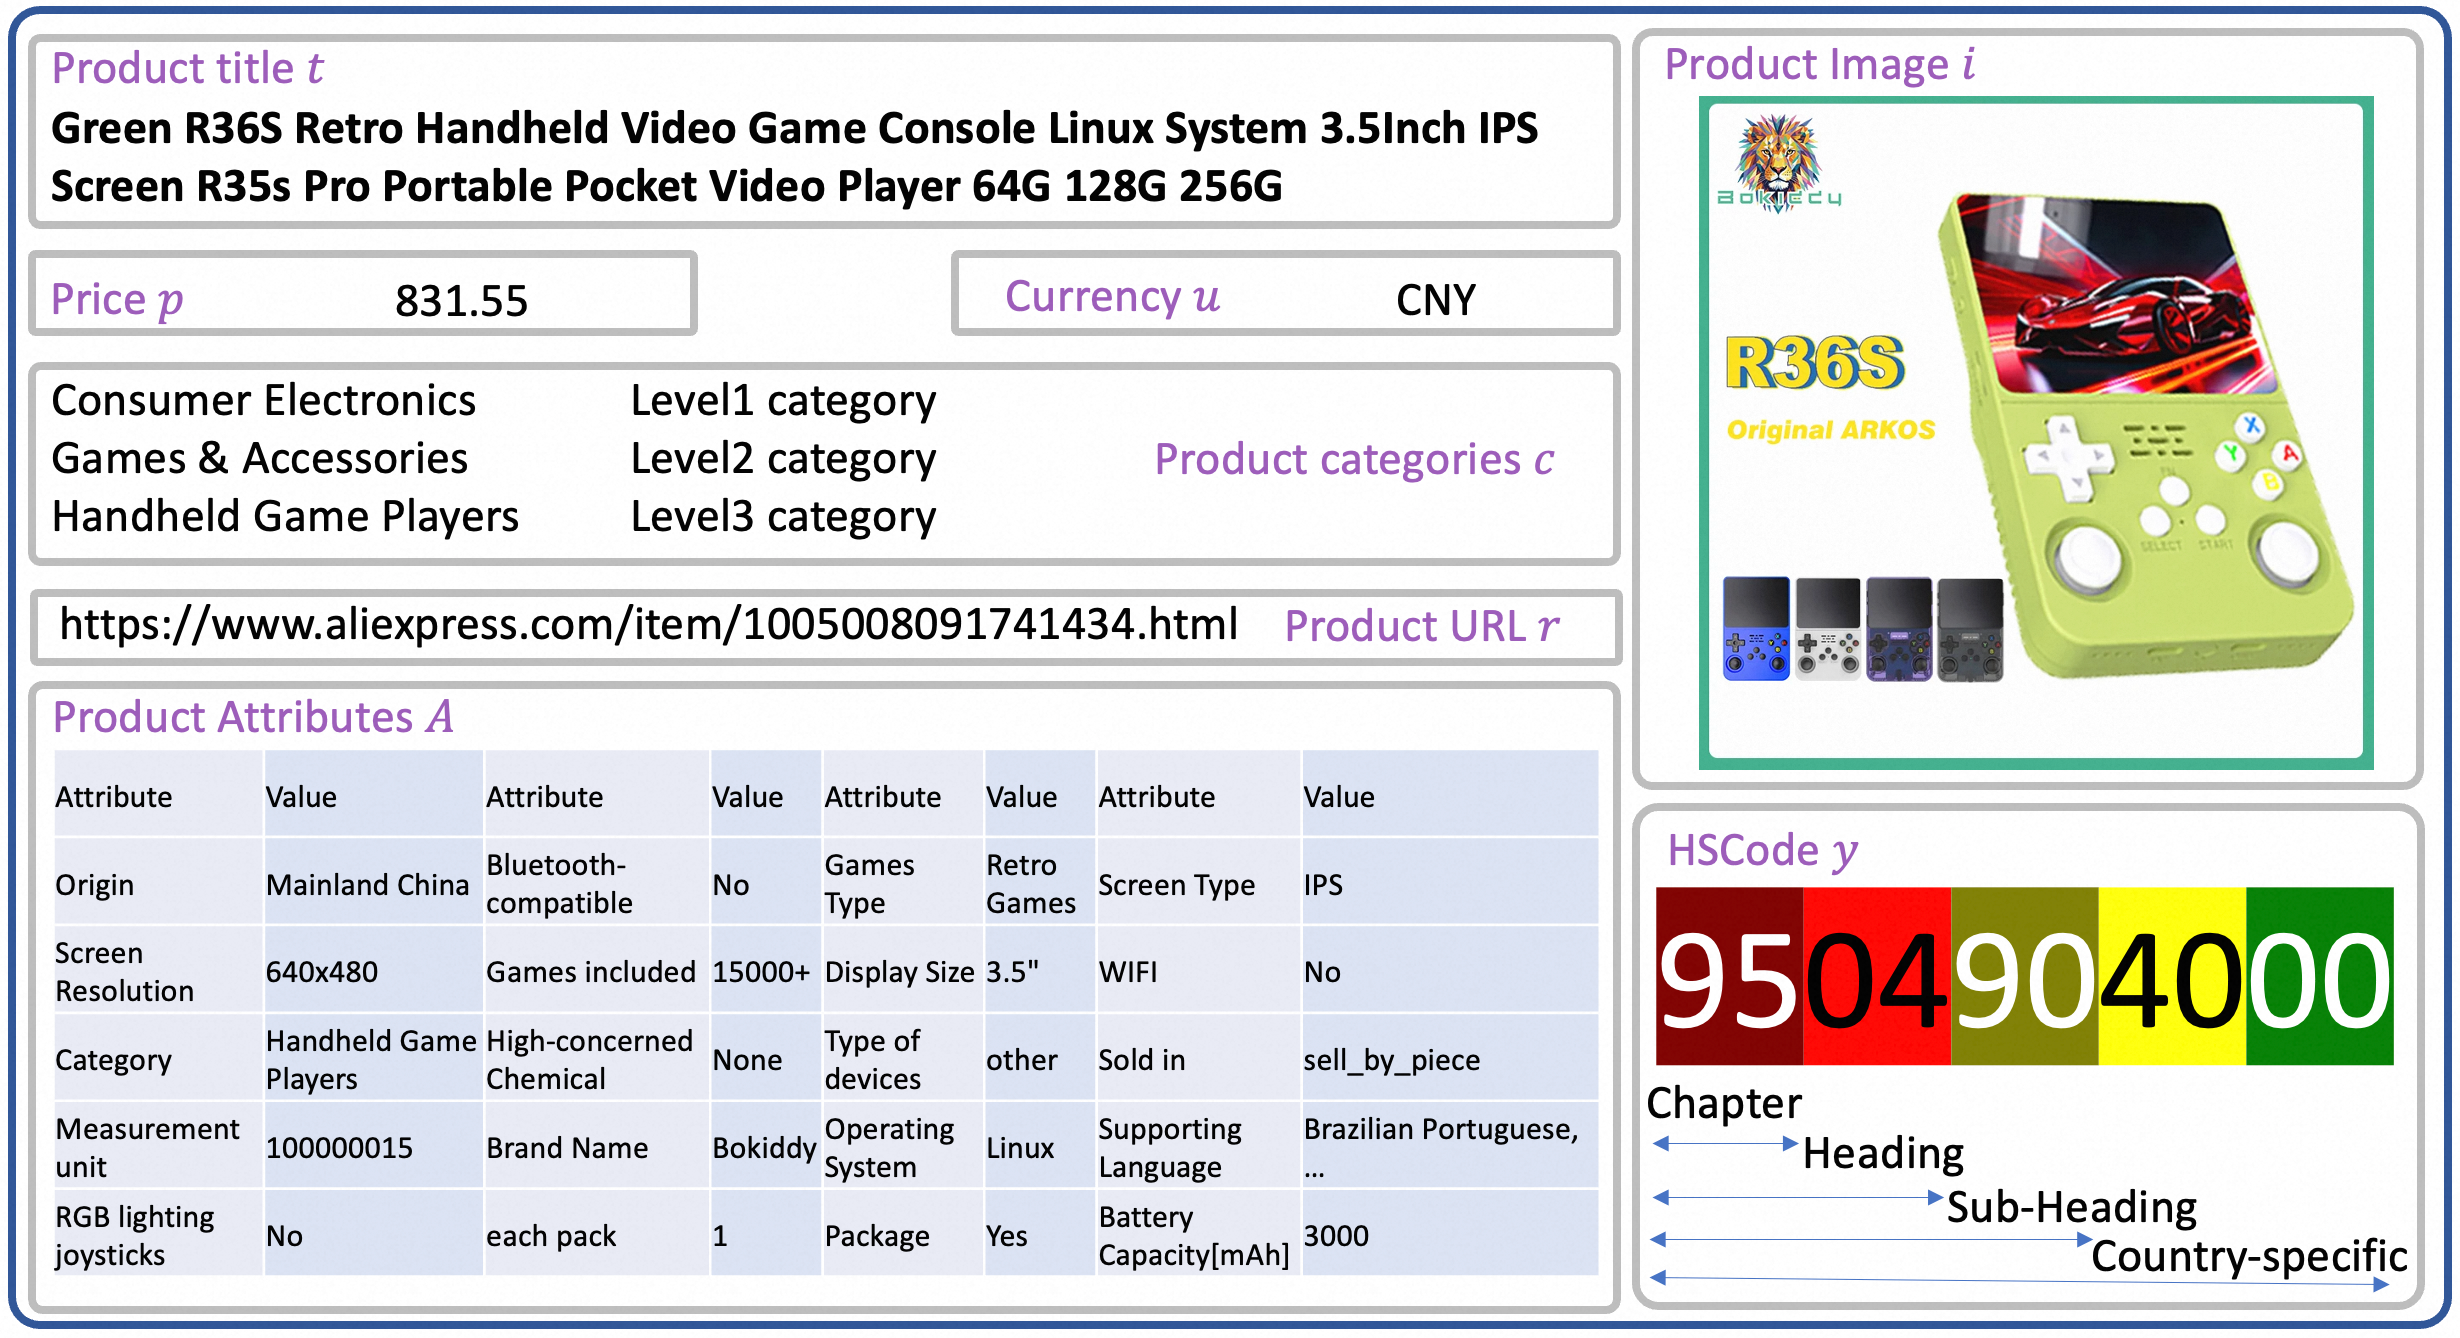 Product title t
Green R36S Retro Handheld Video Game Console Linux System 3.5Inch IPS
Screen R35s Pro Portable Pocket Video Player 64G 128G 256G
Price p 831.55
Currency u CNY
Consumer Electronics Level1 category
Games & Accessories Level2 category
Handheld Game Players Level3 category
Product categories c
https://www.aliexpress.com/item/1005008091741434.html Product URL r
Product Attributes A
Attribute Value Attribute Value Attribute Value Attribute Value
Origin Mainland China Bluetooth-compatible No Games Type Retro Games Screen Type IPS
Screen Resolution 640x480 Games included 15000+ Display Size 3.5" WIFI No
Category Handheld Game Players High-concerned Chemical None Type of devices other Sold in sell_by_piece
Measurement unit 100000015 Brand Name Bokiddy Operating System Linux Supporting Language Brazilian Portuguese, ...
RGB lighting joysticks No each pack 1 Package Yes Battery Capacity[mAh] 3000
Product Image i
Bokiddy
R36S
Original ARKOS
X
Y A
B
FN
SELECT START
HSCode y
95 04 90 40 00
Chapter
Heading
Sub-Heading
Country-specific